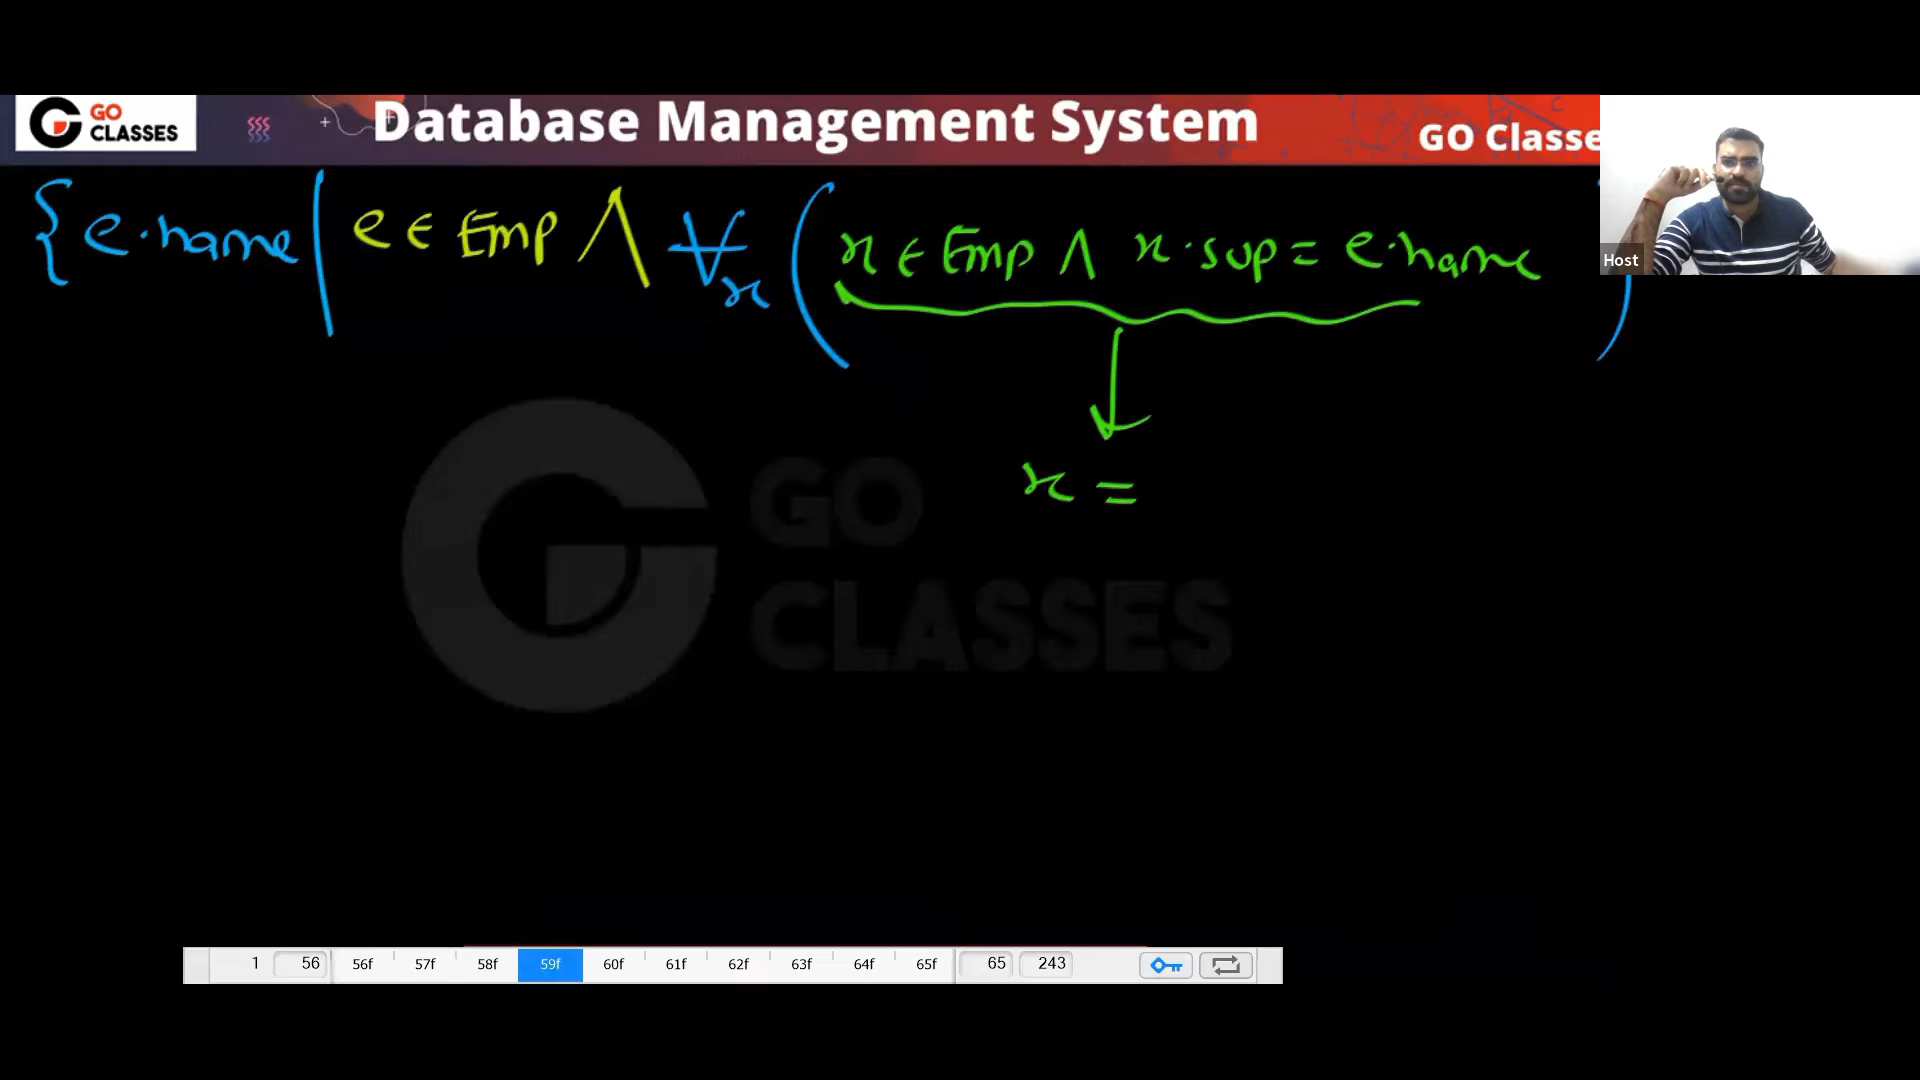 GO CLASSES
Database Management System
GO Classe
{e.name | e ∈ Emp ∧ ∀x (x ∈ Emp ∧ x.sup = e.name )
Host
x =
GO
CLASSES
1 56 56f 57f 58f 59f 60f 61f 62f 63f 64f 65f 65 243